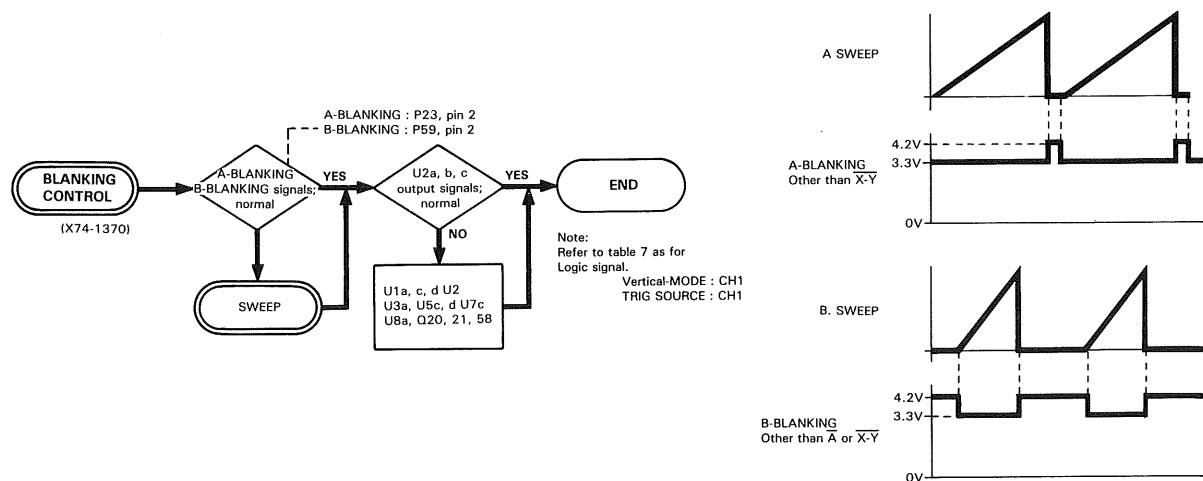 A-BLANKING : P23, pin 2
B-BLANKING : P59, pin 2
BLANKING
CONTROL
(X74-1370)
A-BLANKING
B-BLANKING signals;
normal
YES
SWEEP
U2a, b, c
output signals;
normal
YES
NO
U1a, c, d U2
U3a, U5c, d U7c
U8a, Q20, 21, 58
END
Note:
Refer to table 7 as for
Logic signal.
Vertical-MODE : CH1
TRIG SOURCE : CH1
A SWEEP
4.2V
3.3V
A-BLANKING
Other than X̅-̅Y̅
0V
B. SWEEP
4.2V
3.3V
B-BLANKING
Other than A̅ or X̅-̅Y̅
0V